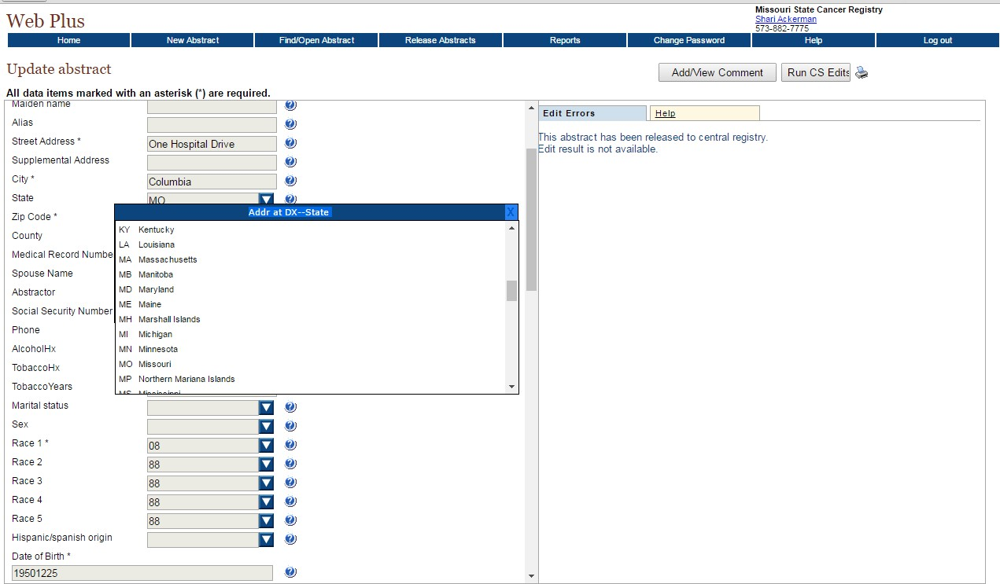 Web Plus
Missouri State Cancer Registry
Shari Ackerman
573-882-7775
Home New Abstract Find/Open Abstract Release Abstracts Reports Change Password Help Log out
Update abstract
Add/View Comment Run CS Edits
All data items marked with an asterisk (*) are required.
Maiden name
Alias
Street Address * One Hospital Drive
Supplemental Address
City * Columbia
State MO
Zip Code *
County
Medical Record Numbe
Spouse Name
Abstractor
Social Security Number
Phone
AlcoholHx
TobaccoHx
TobaccoYears
Marital status
Sex
Race 1 * 08
Race 2 88
Race 3 88
Race 4 88
Race 5 88
Hispanic/spanish origin
Date of Birth *
19501225
Addr at DX--State X
KY Kentucky
LA Louisiana
MA Massachusetts
MB Manitoba
MD Maryland
ME Maine
MH Marshall Islands
MI Michigan
MN Minnesota
MO Missouri
MP Northern Mariana Islands
MS Mississippi
Edit Errors Help
This abstract has been released to central registry.
Edit result is not available.